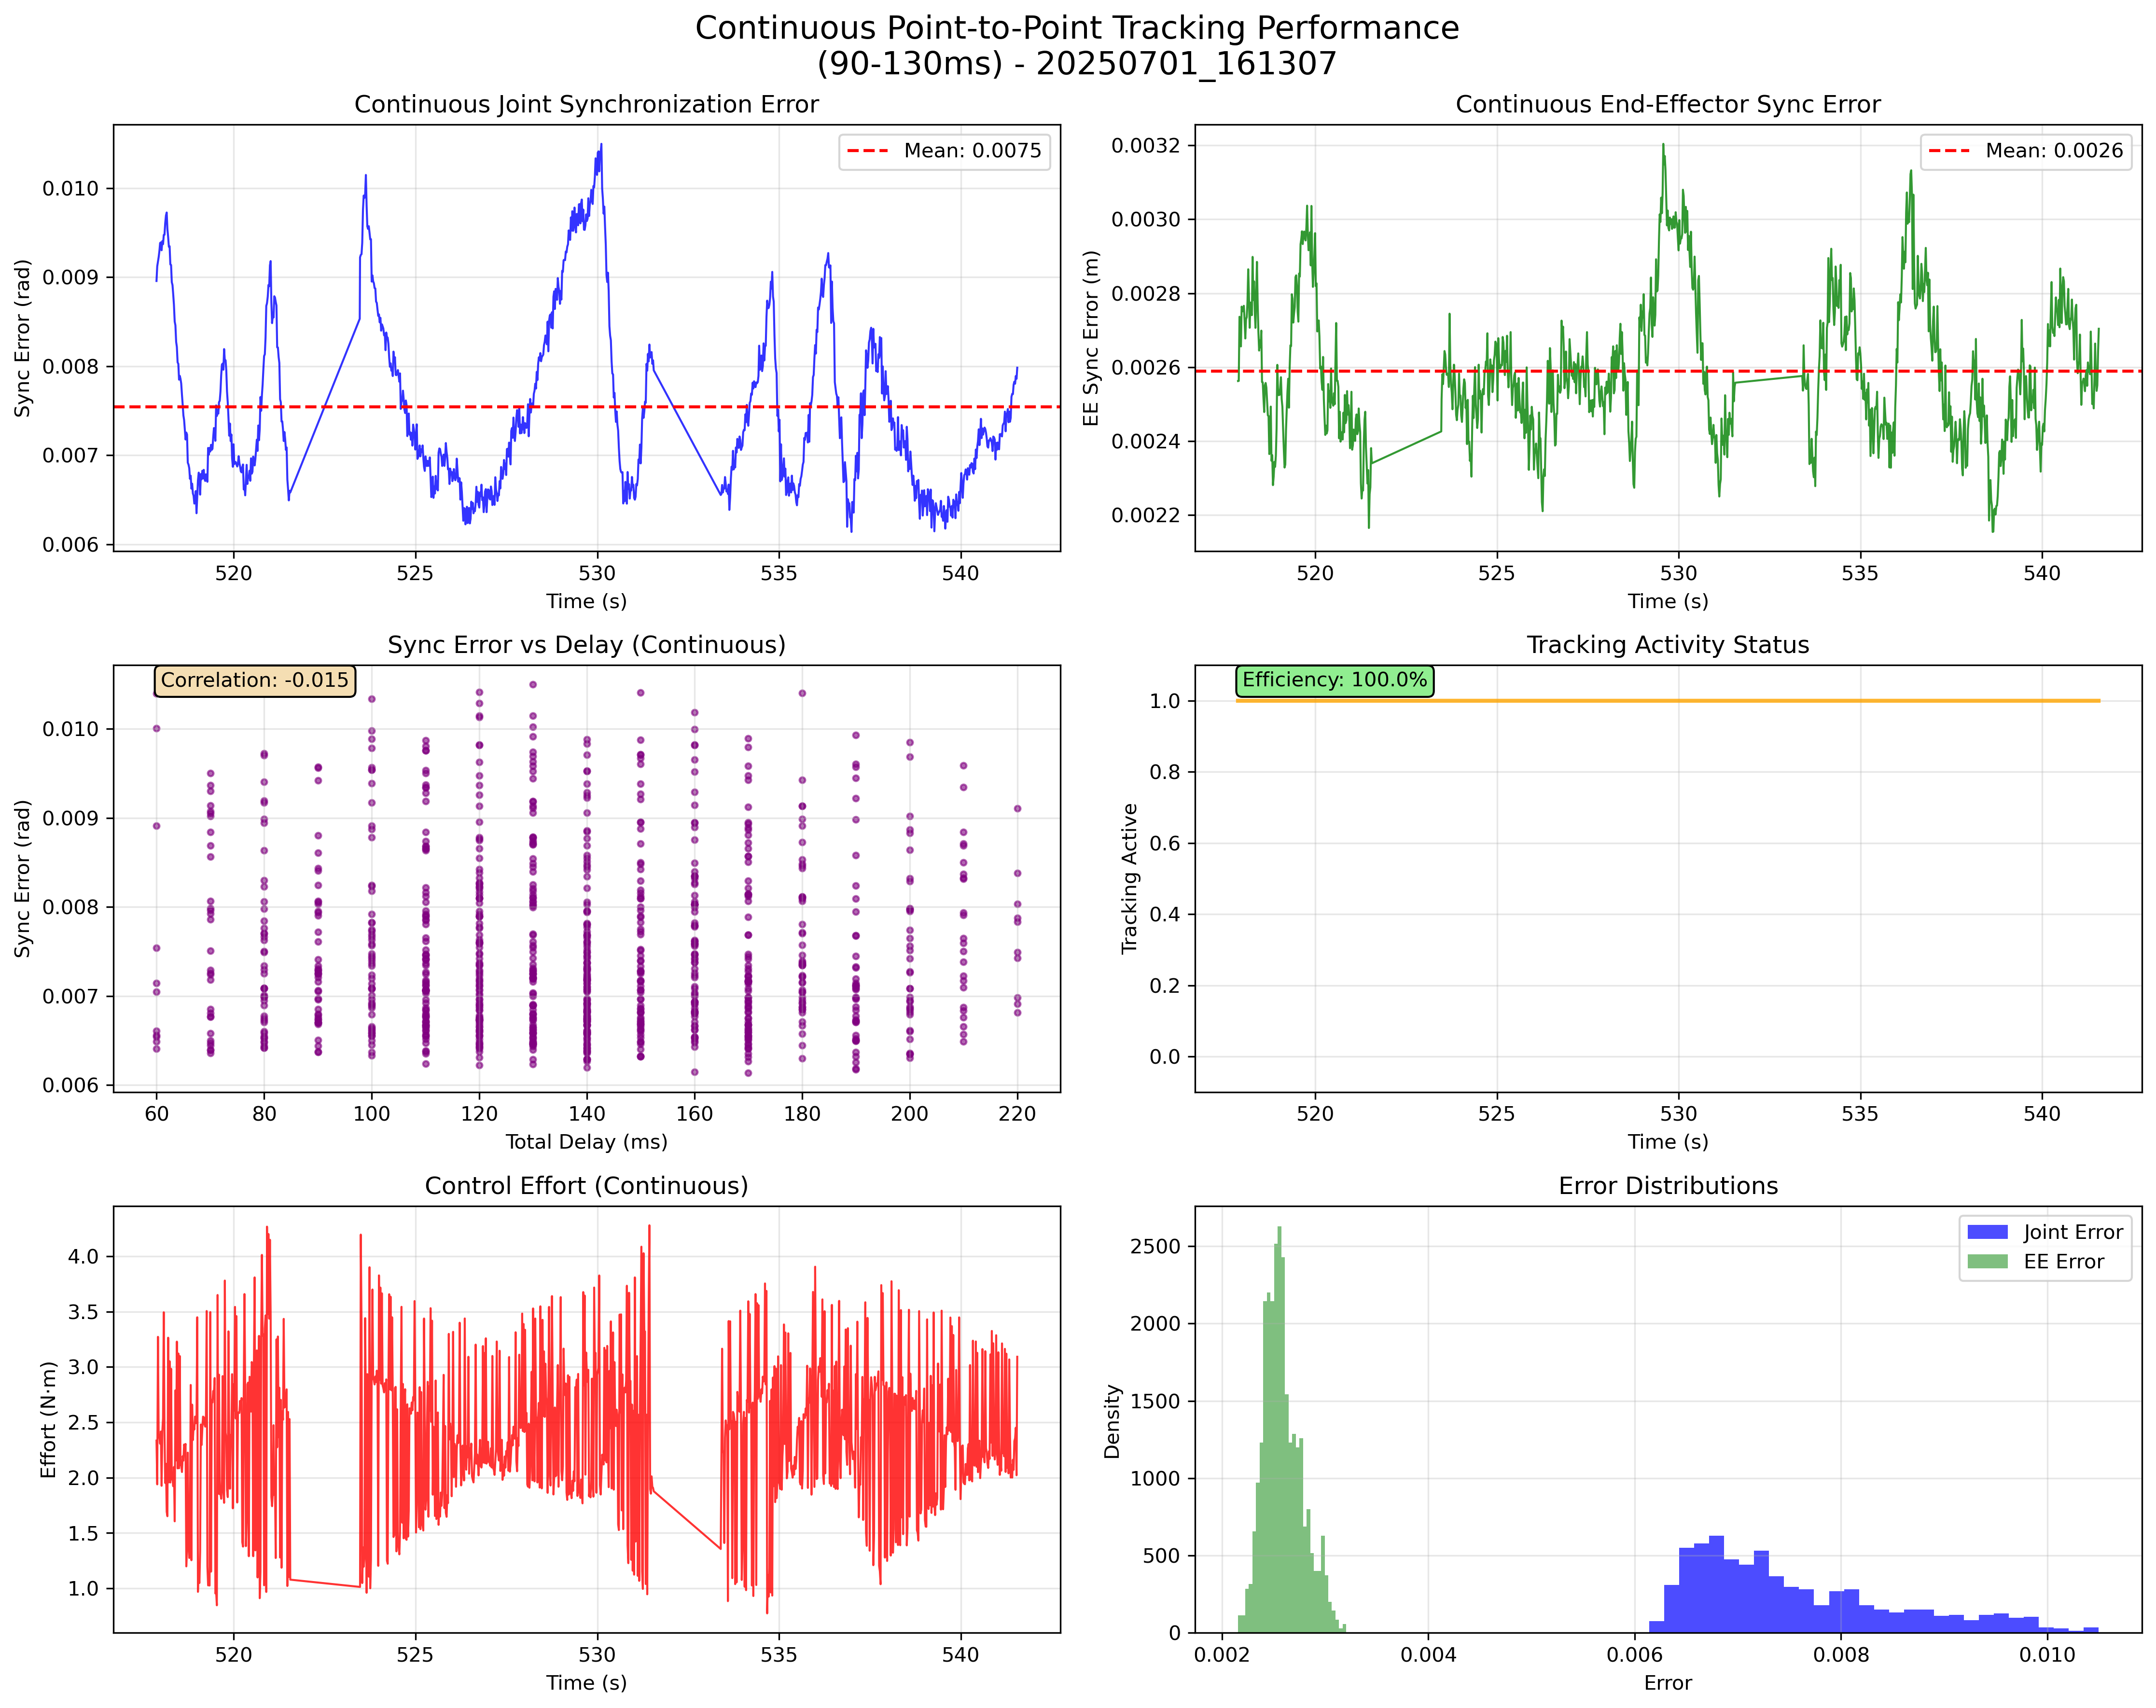 Continuous Point-to-Point Tracking Performance
(90-130ms) - 20250701_161307
Continuous Joint Synchronization Error
Mean: 0.0075
Sync Error (rad)
0.010
0.009
0.008
0.007
0.006
520
525
530
535
540
Time (s)
Continuous End-Effector Sync Error
Mean: 0.0026
EE Sync Error (m)
0.0032
0.0030
0.0028
0.0026
0.0024
0.0022
520
525
530
535
540
Time (s)
Sync Error vs Delay (Continuous)
Correlation: -0.015
Sync Error (rad)
0.010
0.009
0.008
0.007
0.006
60
80
100
120
140
160
180
200
220
Total Delay (ms)
Tracking Activity Status
Efficiency: 100.0%
Tracking Active
1.0
0.8
0.6
0.4
0.2
0.0
520
525
530
535
540
Time (s)
Control Effort (Continuous)
Effort (N·m)
4.0
3.5
3.0
2.5
2.0
1.5
1.0
520
525
530
535
540
Time (s)
Error Distributions
Joint Error
EE Error
Density
2500
2000
1500
1000
500
0
0.002
0.004
0.006
0.008
0.010
Error